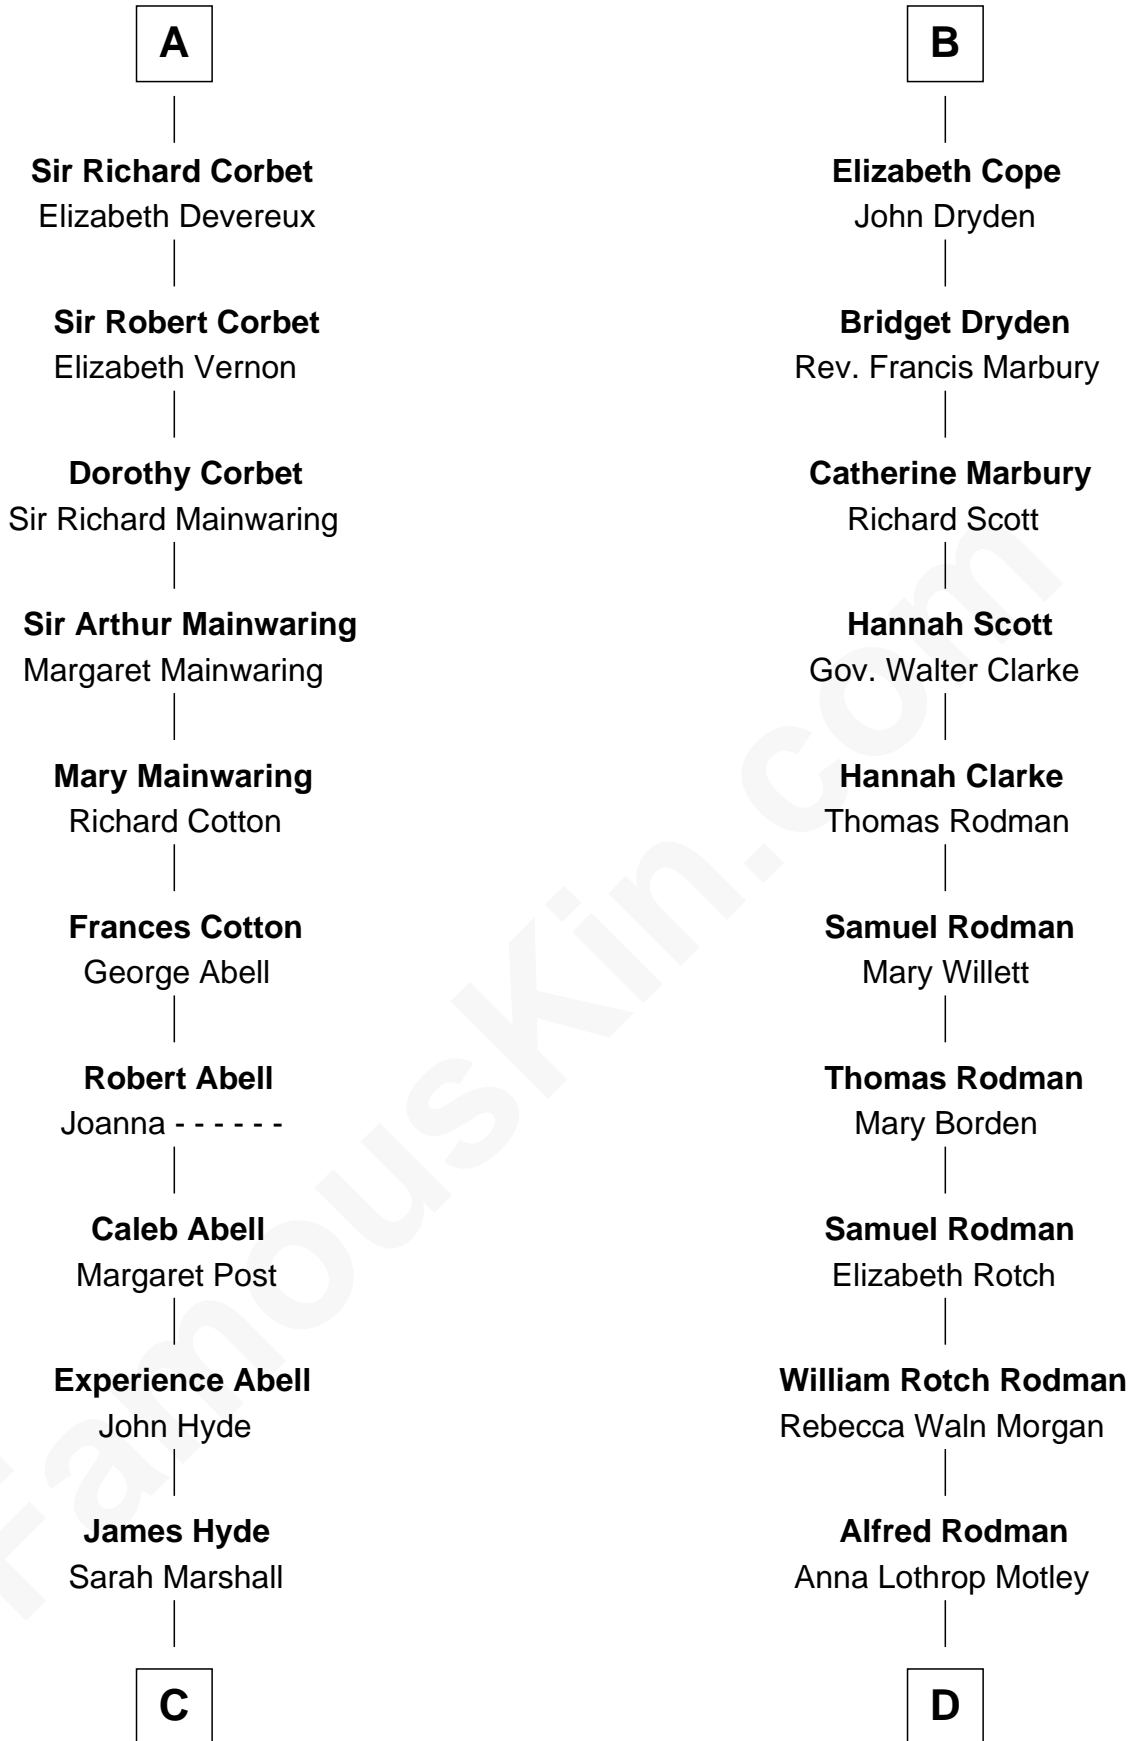 A
Sir Richard Corbet
Elizabeth Devereux
Sir Robert Corbet
Elizabeth Vernon
Dorothy Corbet
Sir Richard Mainwaring
Sir Arthur Mainwaring
Margaret Mainwaring
Mary Mainwaring
Richard Cotton
Frances Cotton
George Abell
Robert Abell
Joanna - - - - - -
Caleb Abell
Margaret Post
Experience Abell
John Hyde
James Hyde
Sarah Marshall
C
B
Elizabeth Cope
John Dryden
Bridget Dryden
Rev. Francis Marbury
Catherine Marbury
Richard Scott
Hannah Scott
Gov. Walter Clarke
Hannah Clarke
Thomas Rodman
Samuel Rodman
Mary Willett
Thomas Rodman
Mary Borden
Samuel Rodman
Elizabeth Rotch
William Rotch Rodman
Rebecca Waln Morgan
Alfred Rodman
Anna Lothrop Motley
D
FamousKin.com